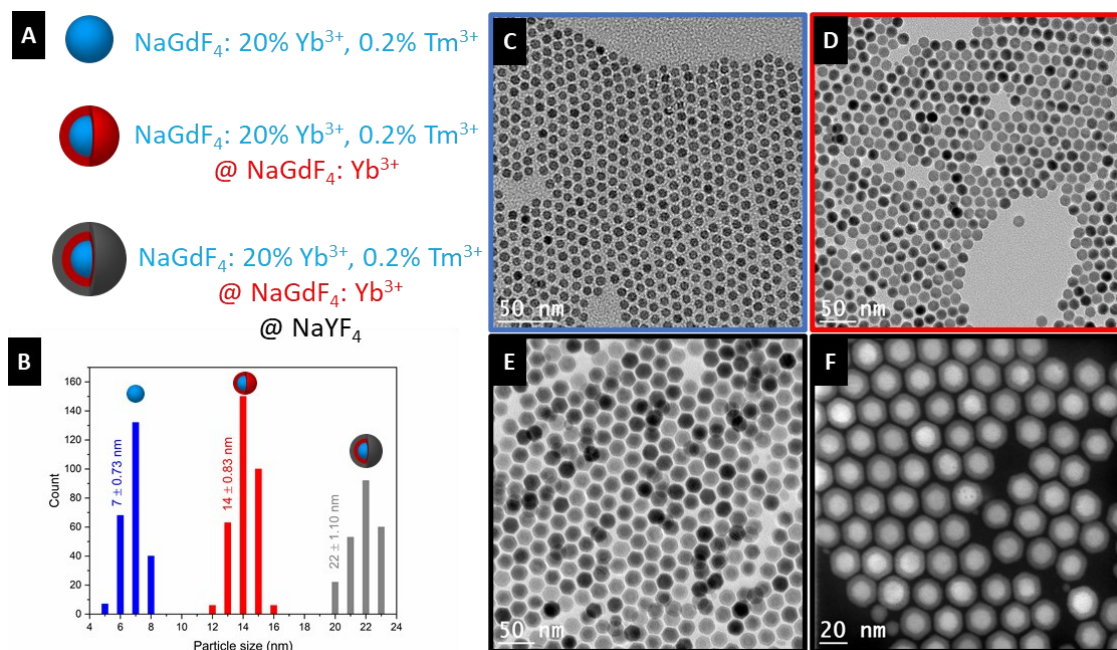 A
NaGdF₄: 20% Yb³⁺, 0.2% Tm³⁺
NaGdF₄: 20% Yb³⁺, 0.2% Tm³⁺
@ NaGdF₄: Yb³⁺
NaGdF₄: 20% Yb³⁺, 0.2% Tm³⁺
@ NaGdF₄: Yb³⁺
@ NaYF₄
B
160
140
120
100
80
60
40
20
0
Count
7 ± 0.73 nm
14 ± 0.83 nm
22 ± 1.10 nm
4 6 8 10 12 14 16 18 20 22 24
Particle size (nm)
C
50 nm
D
50 nm
E
50 nm
F
20 nm